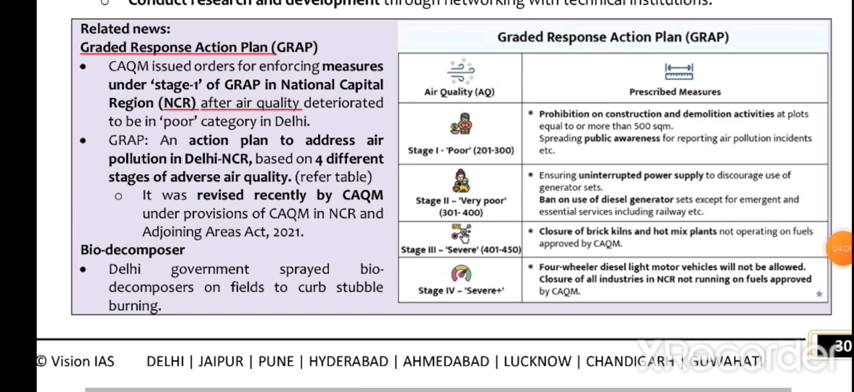 Conduct research and development through networking with technical institutions.
Related news:
Graded Response Action Plan (GRAP)
• CAQM issued orders for enforcing measures
under ‘stage-1’ of GRAP in National Capital
Region (NCR) after air quality deteriorated
to be in ‘poor’ category in Delhi.
• GRAP: An action plan to address air
pollution in Delhi-NCR, based on 4 different
stages of adverse air quality. (refer table)
o It was revised recently by CAQM
under provisions of CAQM in NCR and
Adjoining Areas Act, 2021.
Bio-decomposer
• Delhi government sprayed bio-
decomposers on fields to curb stubble
burning.
Graded Response Action Plan (GRAP)
Air Quality (AQ)
Prescribed Measures
Stage I - 'Poor' (201-300)
* Prohibition on construction and demolition activities at plots
equal to or more than 500 sqm.
Spreading public awareness for reporting air pollution incidents
etc.
Stage II – 'Very poor'
(301- 400)
* Ensuring uninterrupted power supply to discourage use of
generator sets.
Ban on use of diesel generator sets except for emergent and
essential services including railway etc.
Stage III – 'Severe' (401-450)
* Closure of brick kilns and hot mix plants not operating on fuels
approved by CAQM.
Stage IV – 'Severe+'
* Four-wheeler diesel light motor vehicles will not be allowed.
Closure of all industries in NCR not running on fuels approved
by CAQM.
30
© Vision IAS
DELHI | JAIPUR | PUNE | HYDERABAD | AHMEDABAD | LUCKNOW | CHANDIGARH | GUWAHATI
XRecorder